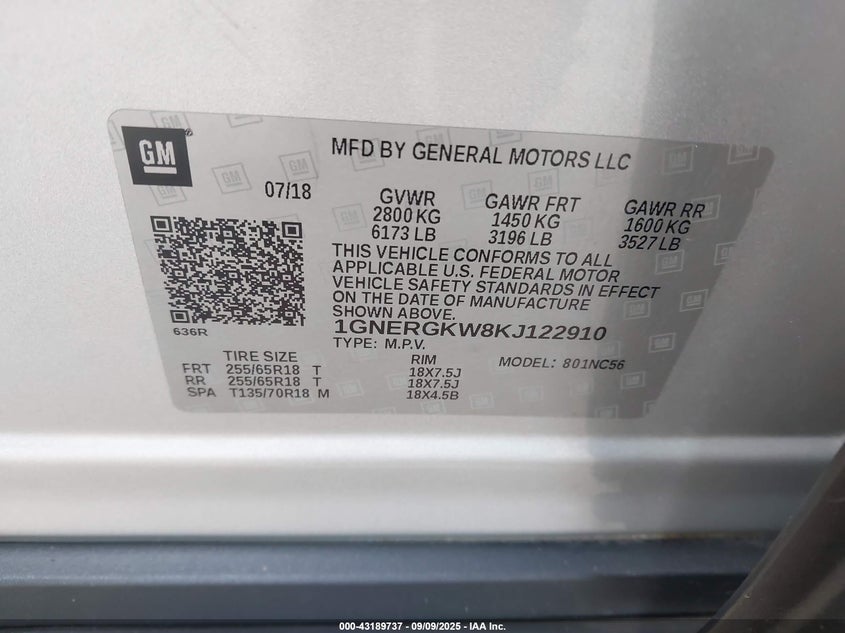 GM
MFD BY GENERAL MOTORS LLC
07/18 GVWR GAWR FRT GAWR RR
2800 KG 1450 KG 1600 KG
6173 LB 3196 LB 3527 LB
THIS VEHICLE CONFORMS TO ALL
APPLICABLE U.S. FEDERAL MOTOR
VEHICLE SAFETY STANDARDS IN EFFECT
ON THE DATE OF MANUFACTURE
SHOWN ABOVE.
636R
1GNERGKW8KJ122910
TYPE: M.P.V. MODEL: 801NC56
TIRE SIZE RIM
FRT 255/65R18 T 18X7.5J
RR 255/65R18 T 18X7.5J
SPA T135/70R18 M 18X4.5B
000-43189737 - 09/09/2025 - IAA Inc.